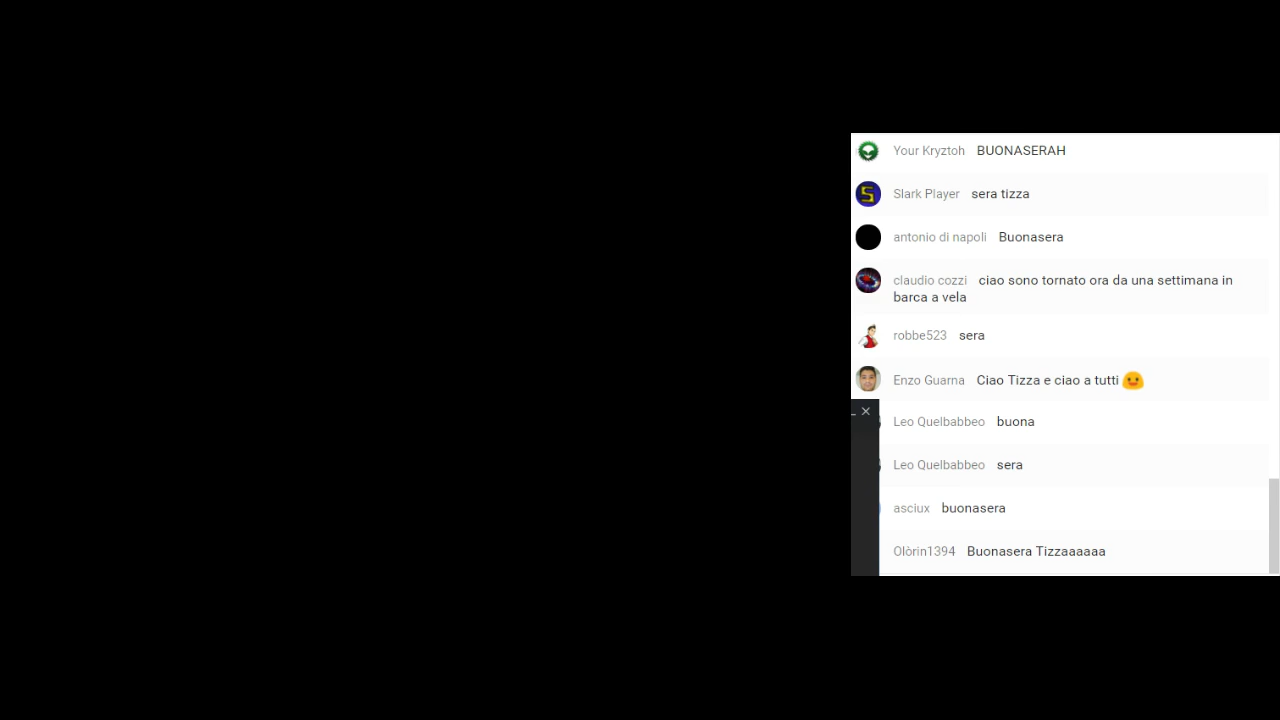 Your Kryztoh BUONASERAH
Slark Player sera tizza
antonio di napoli Buonasera
claudio cozzi ciao sono tornato ora da una settimana in
barca a vela
robbe523 sera
Enzo Guarna Ciao Tizza e ciao a tutti
Leo Quelbabbeo buona
Leo Quelbabbeo sera
asciux buonasera
Olòrin1394 Buonasera Tizzaaaaaa